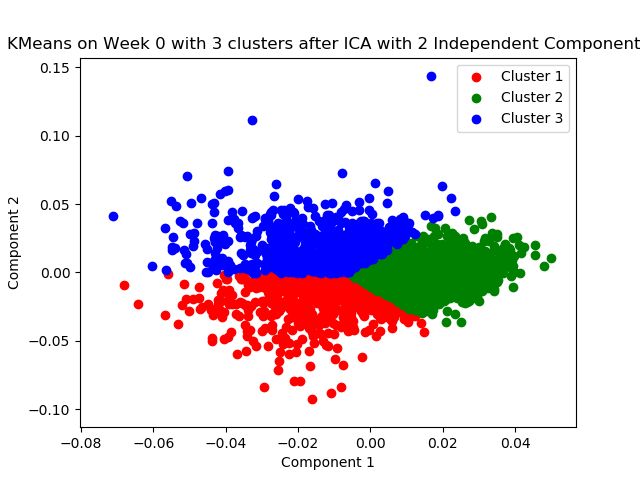 KMeans on Week 0 with 3 clusters after ICA with 2 Independent Component
0.15
0.10
0.05
0.00
−0.05
−0.10
Component 2
Cluster 1
Cluster 2
Cluster 3
−0.08
−0.06
−0.04
−0.02
0.00
0.02
0.04
Component 1